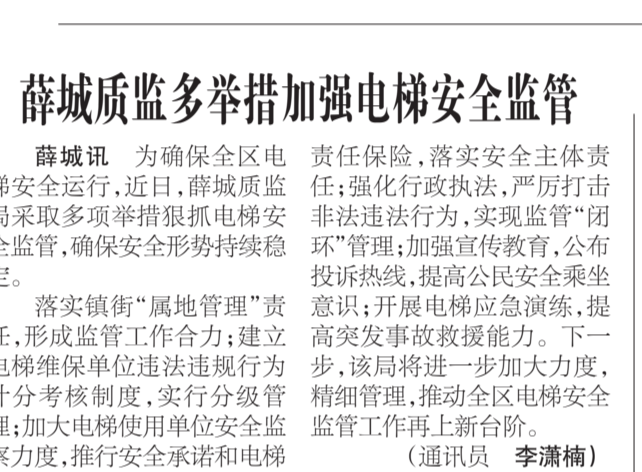 薛城质监多举措加强电梯安全监管
薛城讯 为确保全区电
梯安全运行,近日,薛城质监
局采取多项举措狠抓电梯安
全监管,确保安全形势持续稳
定。
落实镇街“属地管理”责
任,形成监管工作合力;建立
电梯维保单位违法违规行为
计分考核制度,实行分级管
理;加大电梯使用单位安全监
察力度,推行安全承诺和电梯
责任保险,落实安全主体责
任;强化行政执法,严厉打击
非法违法行为,实现监管“闭
环”管理;加强宣传教育,公布
投诉热线,提高公民安全乘坐
意识;开展电梯应急演练,提
高突发事故救援能力。下一
步,该局将进一步加大力度,
精细管理,推动全区电梯安全
监管工作再上新台阶。
(通讯员 李潇楠)